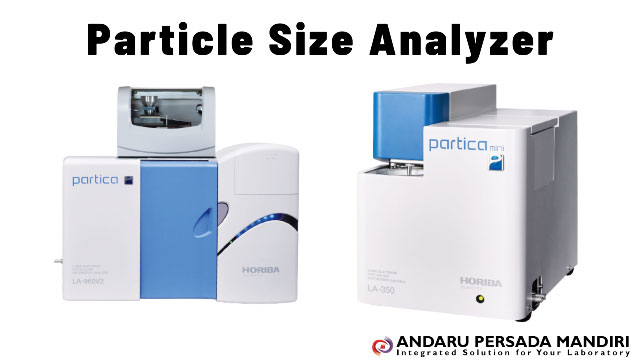 Particle Size Analyzer
partica
HORIBA
LA-960V2
partica mini
HORIBA
LA-350
ANDARU PERSADA MANDIRI
Integrated Solution for Your Laboratory